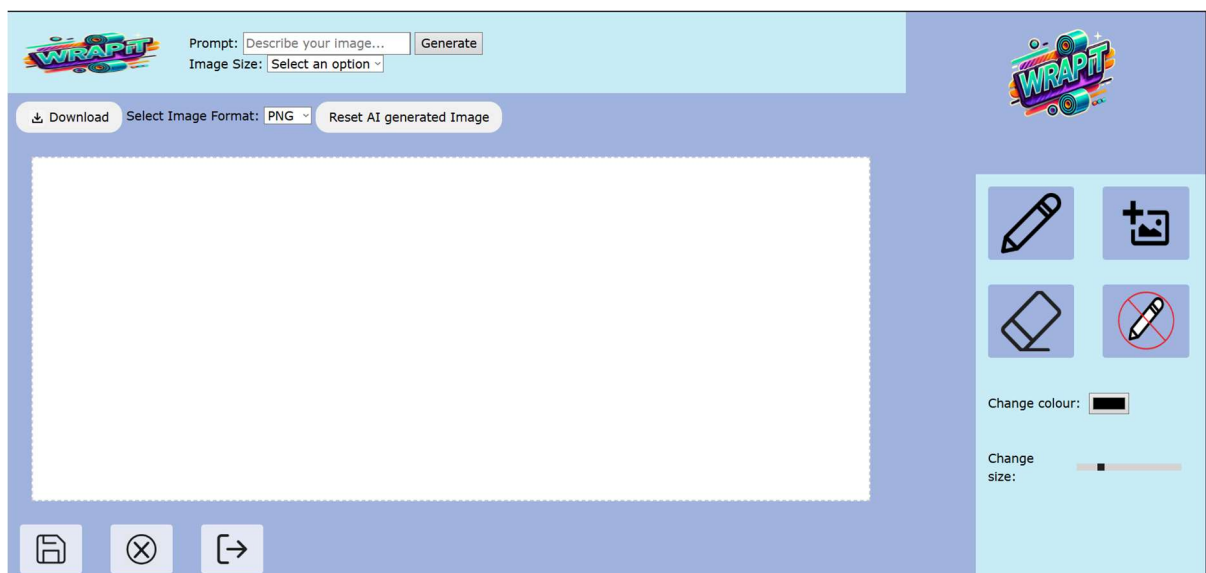 WRAPiT
Prompt: Describe your image... Generate
Image Size: Select an option
WRAPiT
Download Select Image Format: PNG Reset AI generated Image
Change colour:
Change
size: